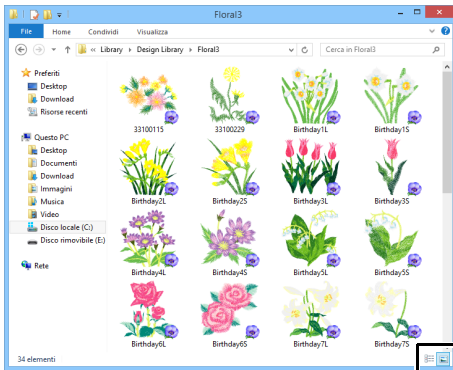 Floral3
File Home Condividi Visualizza
« Library Design Library Floral3
Cerca in Floral3
Preferiti
Desktop
Download
Risorse recenti
Questo PC
Desktop
Documenti
Download
Immagini
Musica
Video
Disco locale (C:)
Disco rimovibile (E:)
Rete
33100115 33100229 Birthday1L Birthday1S
Birthday2L Birthday2S Birthday3L Birthday3S
Birthday4L Birthday4S Birthday5L Birthday5S
Birthday6L Birthday6S Birthday7L Birthday7S
34 elementi